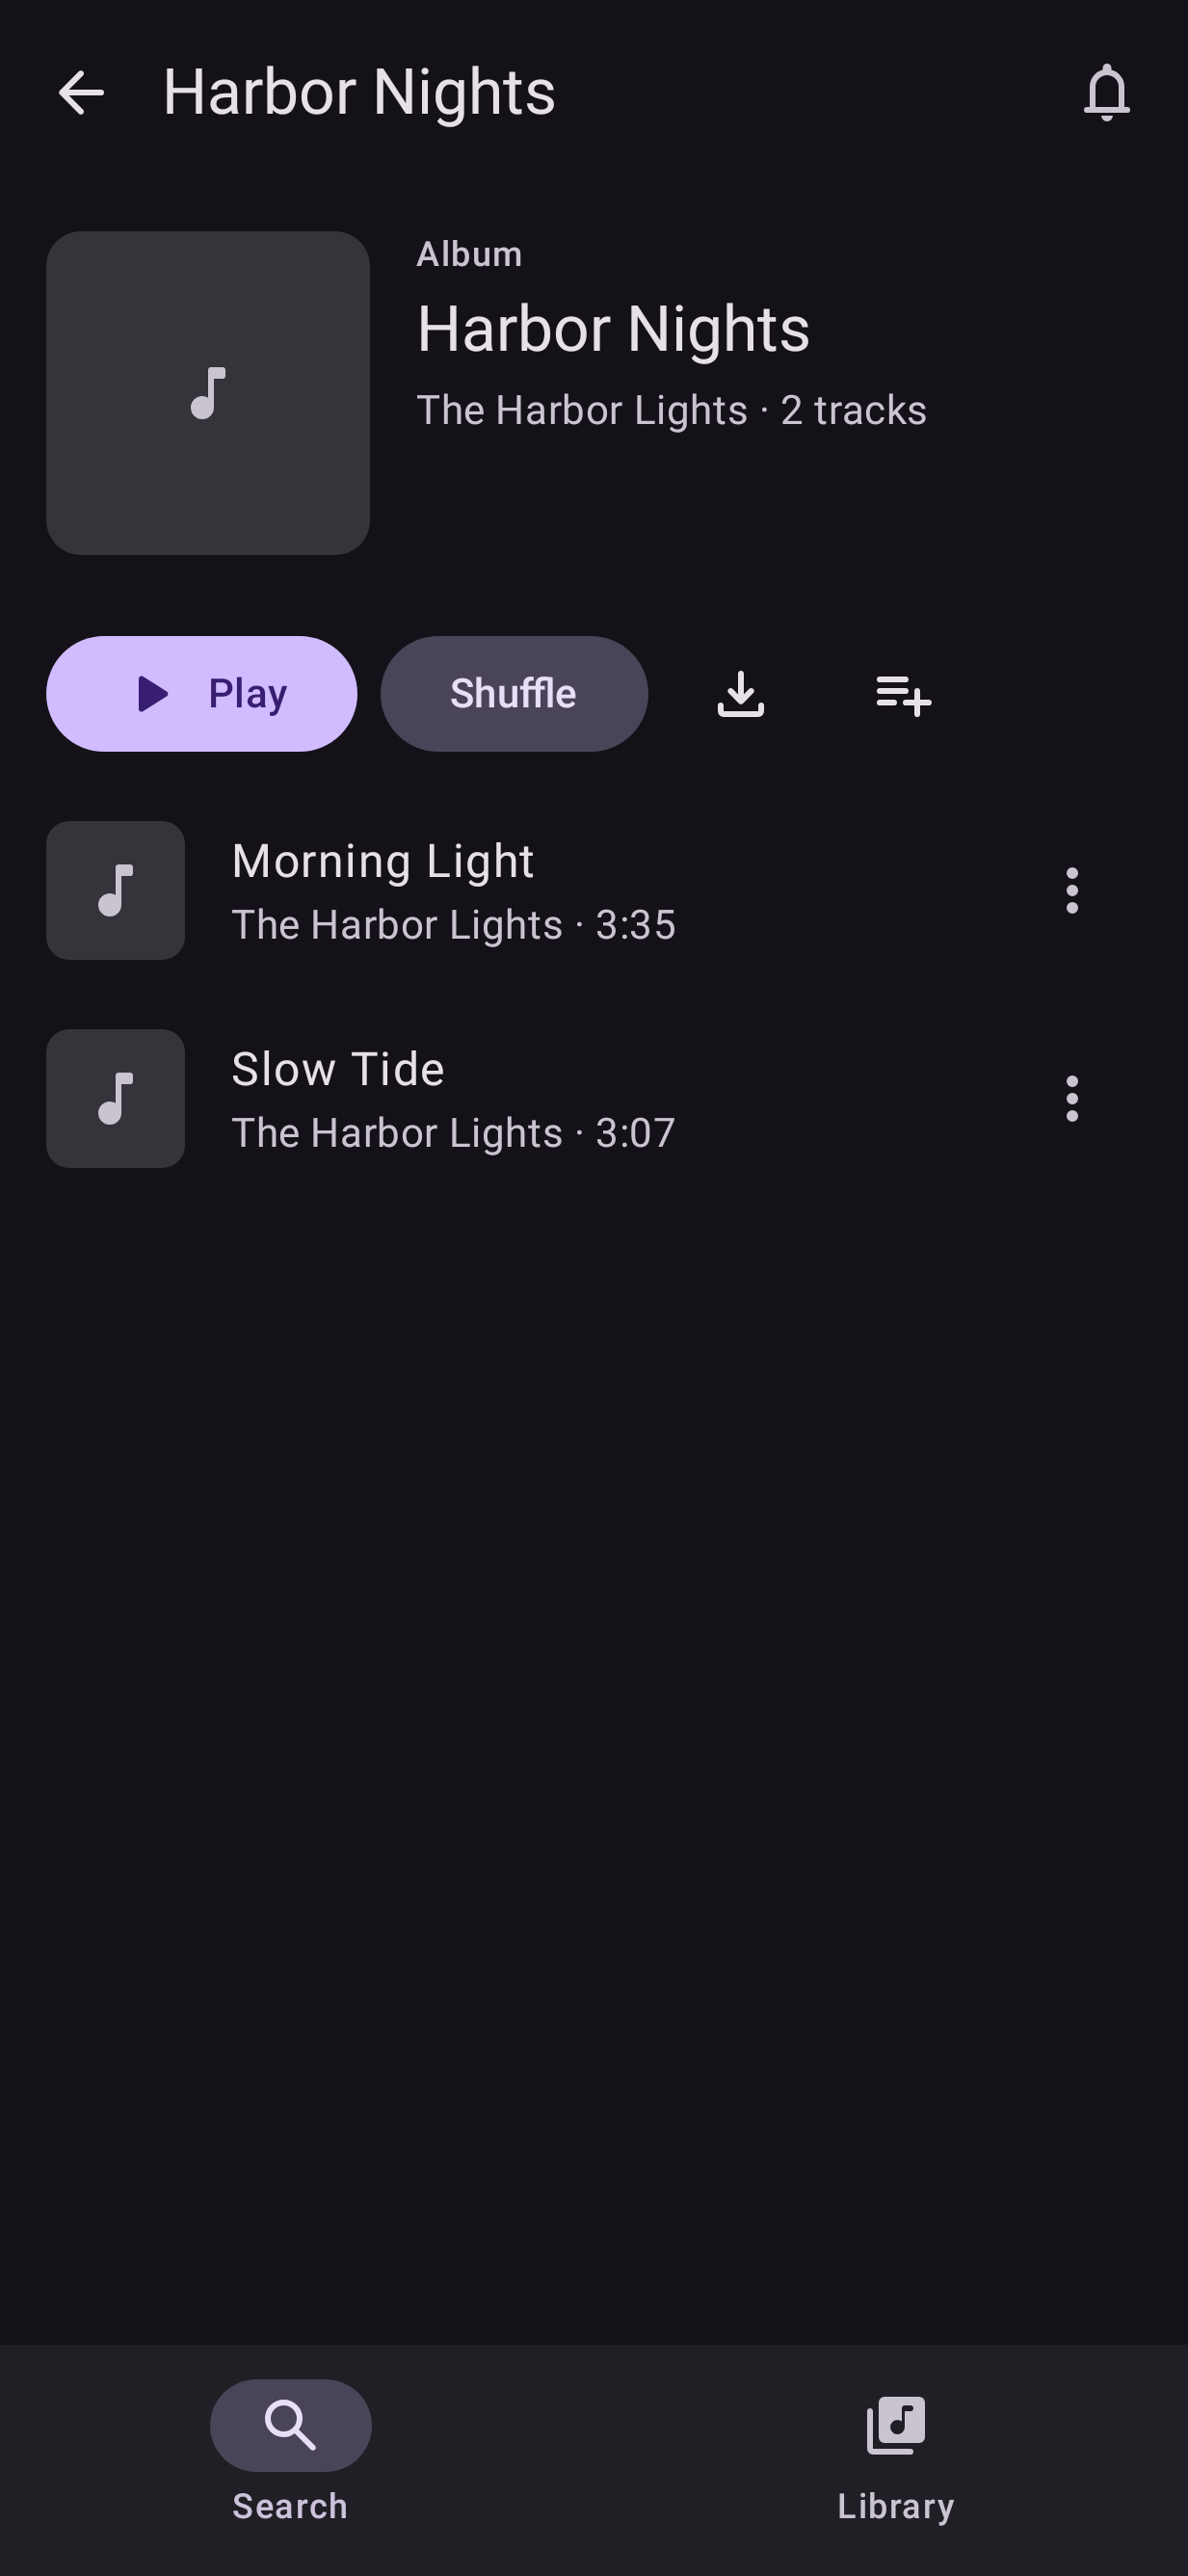 Harbor Nights
Album
Harbor Nights
The Harbor Lights · 2 tracks
Play
Shuffle
Morning Light
The Harbor Lights · 3:35
Slow Tide
The Harbor Lights · 3:07
Search
Library